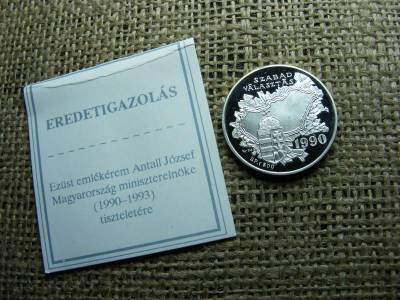 EREDETIGAZOLÁS
Ezüst emlékérem Antall József
Magyarország miniszterelnöke
(1990–1993)
tiszteletére
SZABAD
VÁLASZTÁS
1990